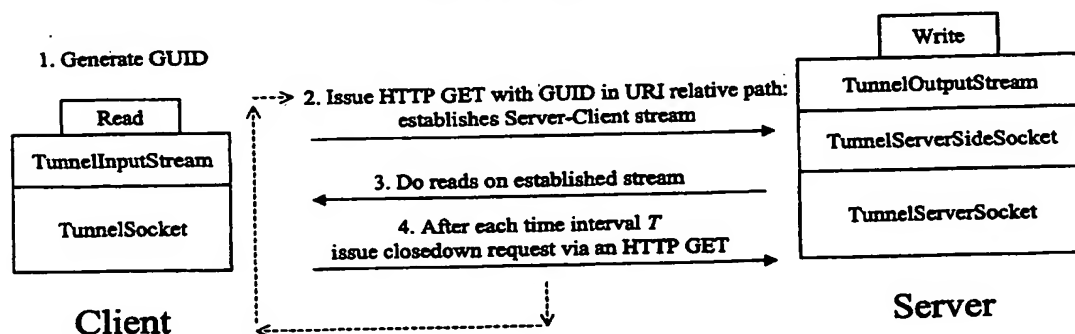 1. Generate GUID
Read
TunnelInputStream
TunnelSocket
Client
2. Issue HTTP GET with GUID in URI relative path:
establishes Server-Client stream
3. Do reads on established stream
4. After each time interval T
issue closedown request via an HTTP GET
Write
TunnelOutputStream
TunnelServerSideSocket
TunnelServerSocket
Server